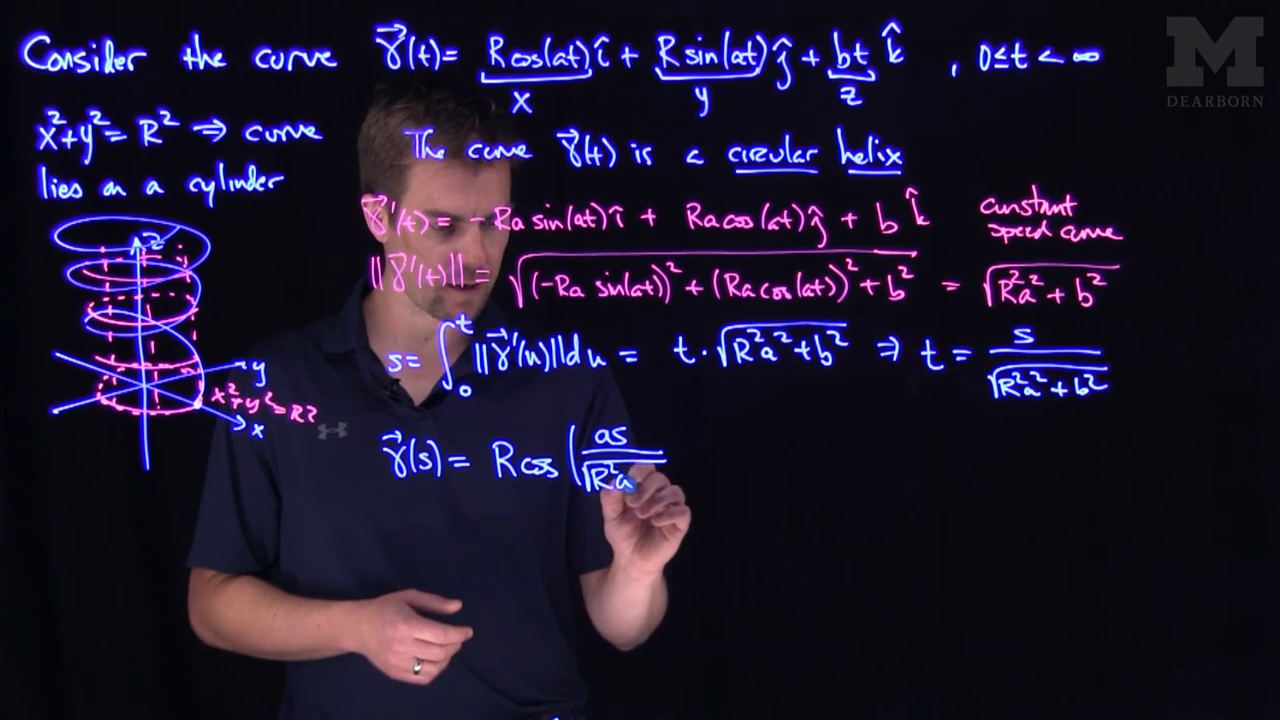 Consider the curve γ⃗(t)= Rcos(at)î + Rsin(at)ĵ + bt k̂ , 0≤t<∞
x y z
x²+y²= R² ⇒ curve
lies on a cylinder
The curve γ⃗(t) is a circular helix
γ⃗'(t) = -Ra sin(at)î + Ra cos(at)ĵ + b k̂
constant
speed curve
||γ⃗'(t)|| = √((-Ra sin(at))² + (Ra cos(at))² + b²) = √(R²a²+b²)
s= ∫₀ᵗ ||γ⃗'(u)||du = t·√(R²a²+b²) ⇒ t = s/√(R²a²+b²)
γ⃗(s)= Rcos(as/√(R²a
z
y
x²+y²=R²
x
M
DEARBORN